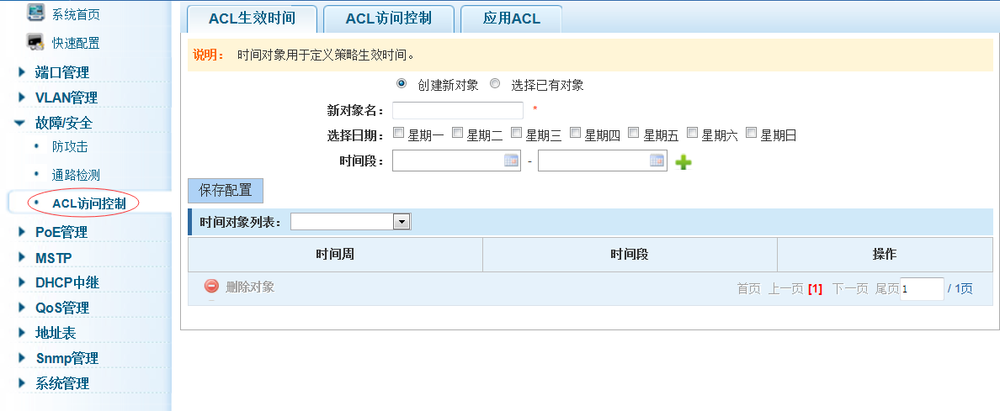 系统首页
快速配置
端口管理
VLAN管理
故障/安全
防攻击
通路检测
ACL访问控制
PoE管理
MSTP
DHCP中继
QoS管理
地址表
Snmp管理
系统管理
ACL生效时间 ACL访问控制 应用ACL
说明： 时间对象用于定义策略生效时间。
创建新对象 选择已有对象
新对象名： *
选择日期： 星期一 星期二 星期三 星期四 星期五 星期六 星期日
时间段： -
保存配置
时间对象列表：
时间周 时间段 操作
删除对象 首页 上一页 [1] 下一页 尾页 1 / 1页